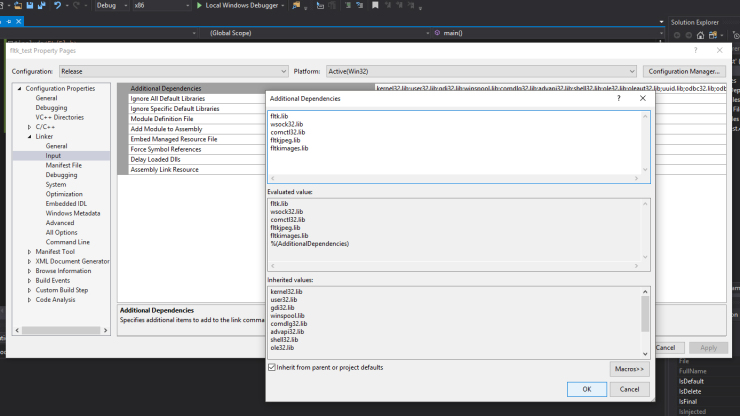 Debug
x86
Local Windows Debugger
(Global Scope)
main()
Solution Explorer
fltk_test Property Pages
?
Configuration:
Release
Platform:
Active(Win32)
Configuration Manager...
Configuration Properties
General
Debugging
VC++ Directories
C/C++
Linker
General
Input
Manifest File
Debugging
System
Optimization
Embedded IDL
Windows Metadata
Advanced
All Options
Command Line
Manifest Tool
XML Document Generator
Browse Information
Build Events
Custom Build Step
Code Analysis
Additional Dependencies
kernel32.lib;user32.lib;gdi32.lib;winspool.lib;comdlg32.lib;advapi32.lib;shell32.lib;ole32.lib;oleaut32.lib;uuid.lib;odbc32.lib;odb
Ignore All Default Libraries
Ignore Specific Default Libraries
Module Definition File
Add Module to Assembly
Embed Managed Resource File
Force Symbol References
Delay Loaded Dlls
Assembly Link Resource
Additional Dependencies
Specifies additional items to add to the link comma
Additional Dependencies
?
fltk.lib
wsock32.lib
comctl32.lib
fltkjpeg.lib
fltkimages.lib
Evaluated value:
fltk.lib
wsock32.lib
comctl32.lib
fltkjpeg.lib
fltkimages.lib
%(AdditionalDependencies)
Inherited values:
kernel32.lib
user32.lib
gdi32.lib
winspool.lib
comdlg32.lib
advapi32.lib
shell32.lib
ole32.lib
Inherit from parent or project defaults
Macros>>
OK
Cancel
Cancel
Apply
File
FullName
IsDefault
IsDelete
IsFinal
IsInjected